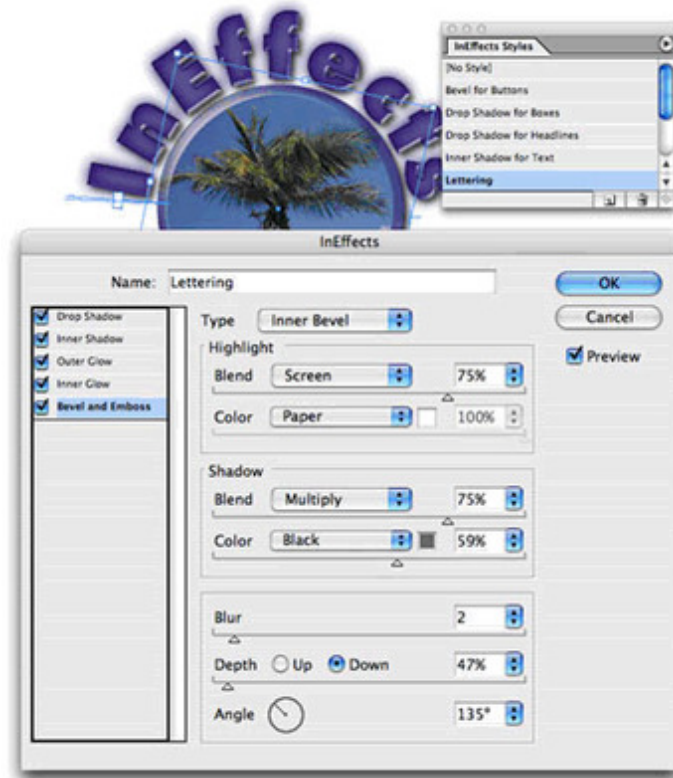 InEffects
InEffects Styles
[No Style]
Bevel for Buttons
Drop Shadow for Boxes
Drop Shadow for Headlines
Inner Shadow for Text
Lettering
InEffects
Name: Lettering
OK
Cancel
Preview
Drop Shadow
Inner Shadow
Outer Glow
Inner Glow
Bevel and Emboss
Type Inner Bevel
Highlight
Blend Screen 75%
Color Paper 100%
Shadow
Blend Multiply 75%
Color Black 59%
Blur 2
Depth Up Down 47%
Angle 135°